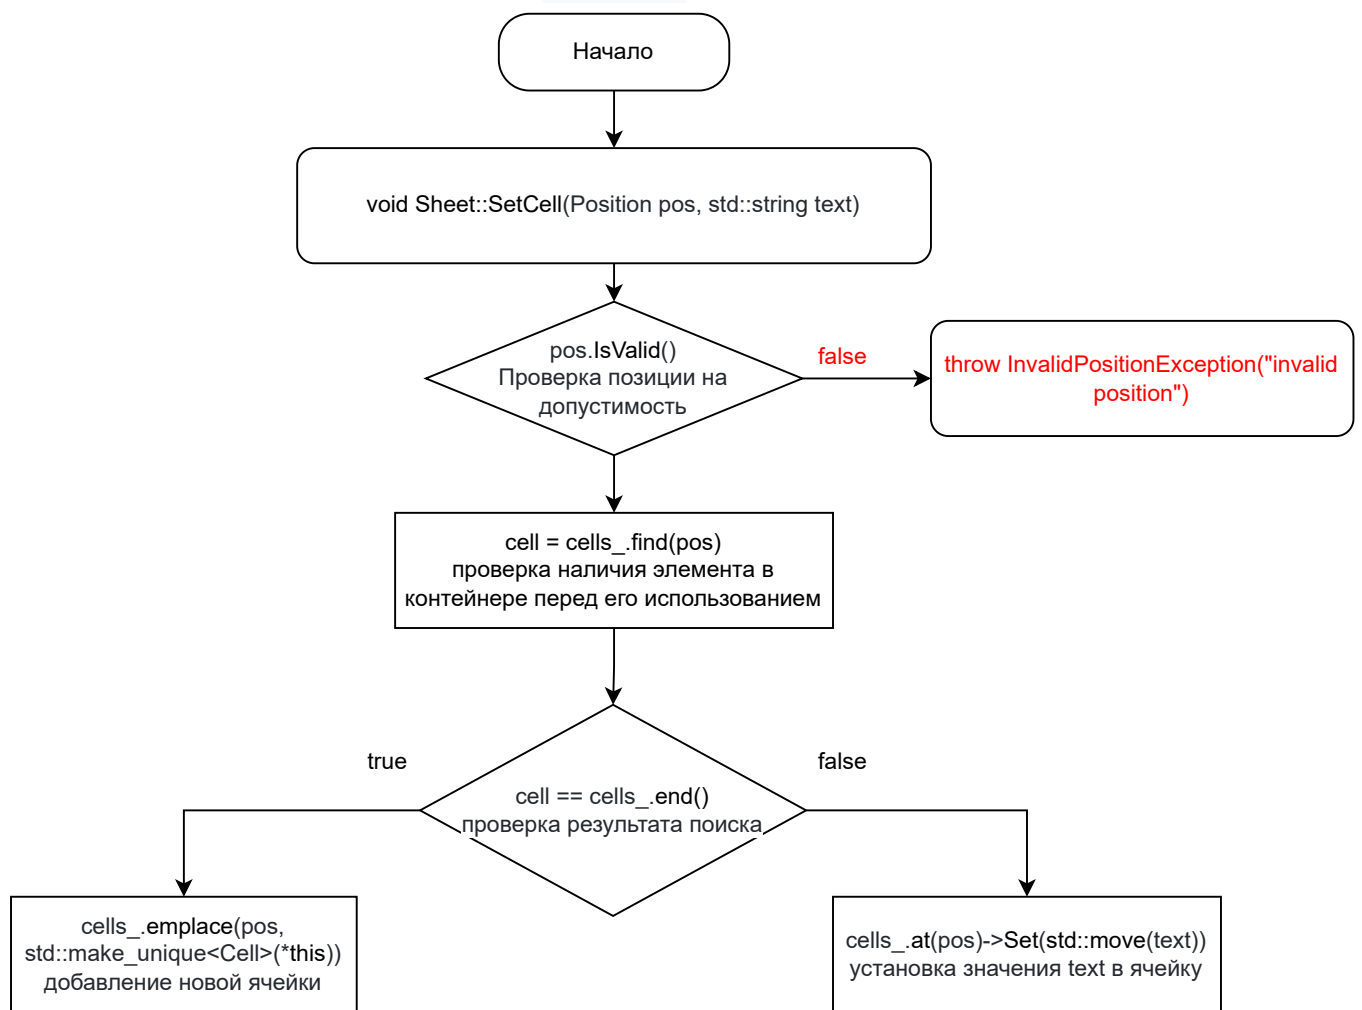 Начало
void Sheet::SetCell(Position pos, std::string text)
pos.IsValid()
Проверка позиции на
допустимость
false
throw InvalidPositionException("invalid
position")
cell = cells_.find(pos)
проверка наличия элемента в
контейнере перед его использованием
true
false
cell == cells_.end()
проверка результата поиска
cells_.emplace(pos,
std::make_unique<Cell>(*this))
добавление новой ячейки
cells_.at(pos)->Set(std::move(text))
установка значения text в ячейку